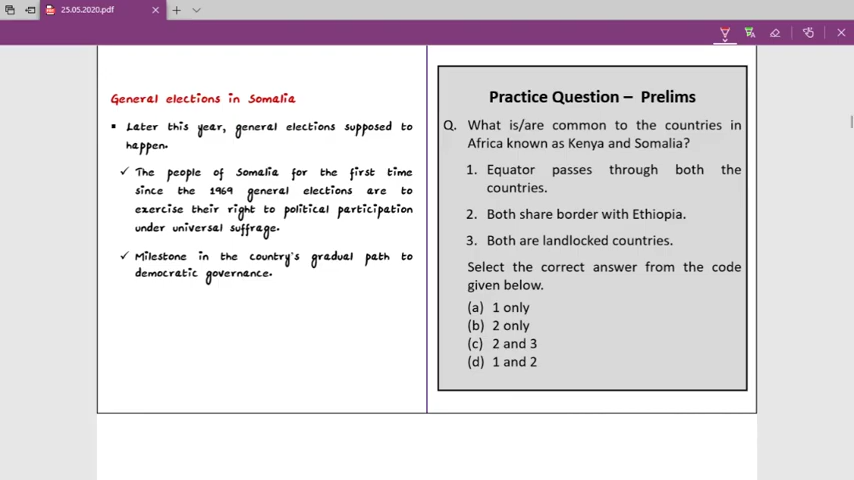 25.05.2020.pdf
General elections in Somalia
▪ Later this year, general elections supposed to
happen.
✓ The people of Somalia for the first time
since the 1969 general elections are to
exercise their right to political participation
under universal suffrage.
✓ Milestone in the country's gradual path to
democratic governance.
Practice Question – Prelims
Q. What is/are common to the countries in
Africa known as Kenya and Somalia?
1. Equator passes through both the
countries.
2. Both share border with Ethiopia.
3. Both are landlocked countries.
Select the correct answer from the code
given below.
(a) 1 only
(b) 2 only
(c) 2 and 3
(d) 1 and 2